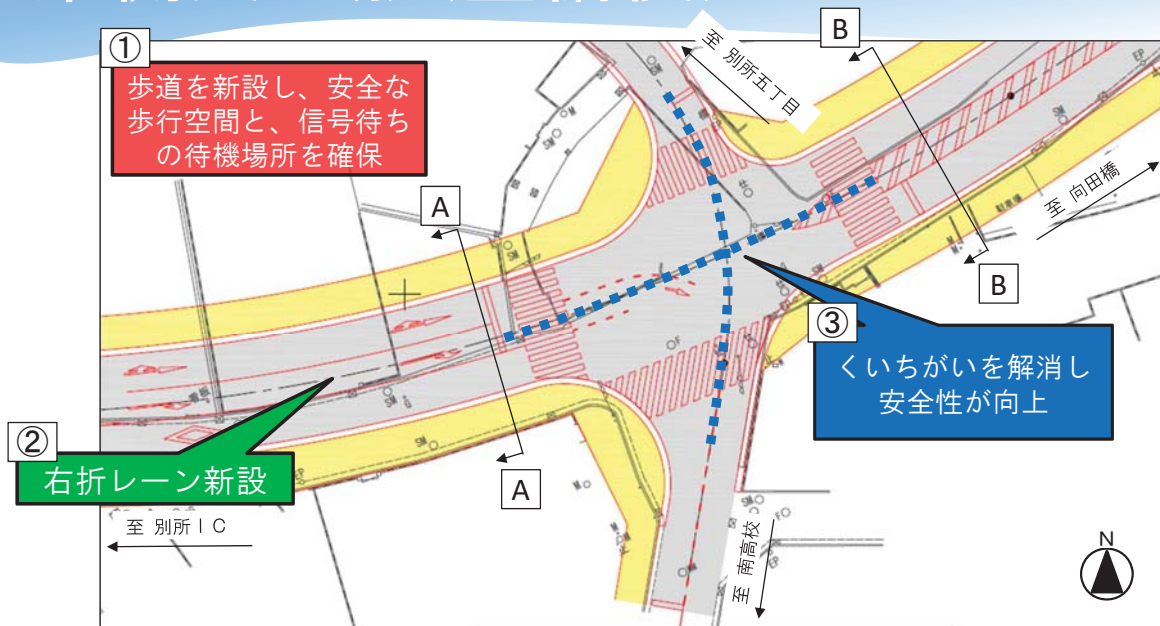 ①
歩道を新設し、安全な
歩行空間と、信号待ち
の待機場所を確保
至 別所五丁目
B
至 向田橋
A
B
③
くいちがいを解消し
安全性が向上
②
右折レーン新設
A
至 別所IC
至 南高校
N